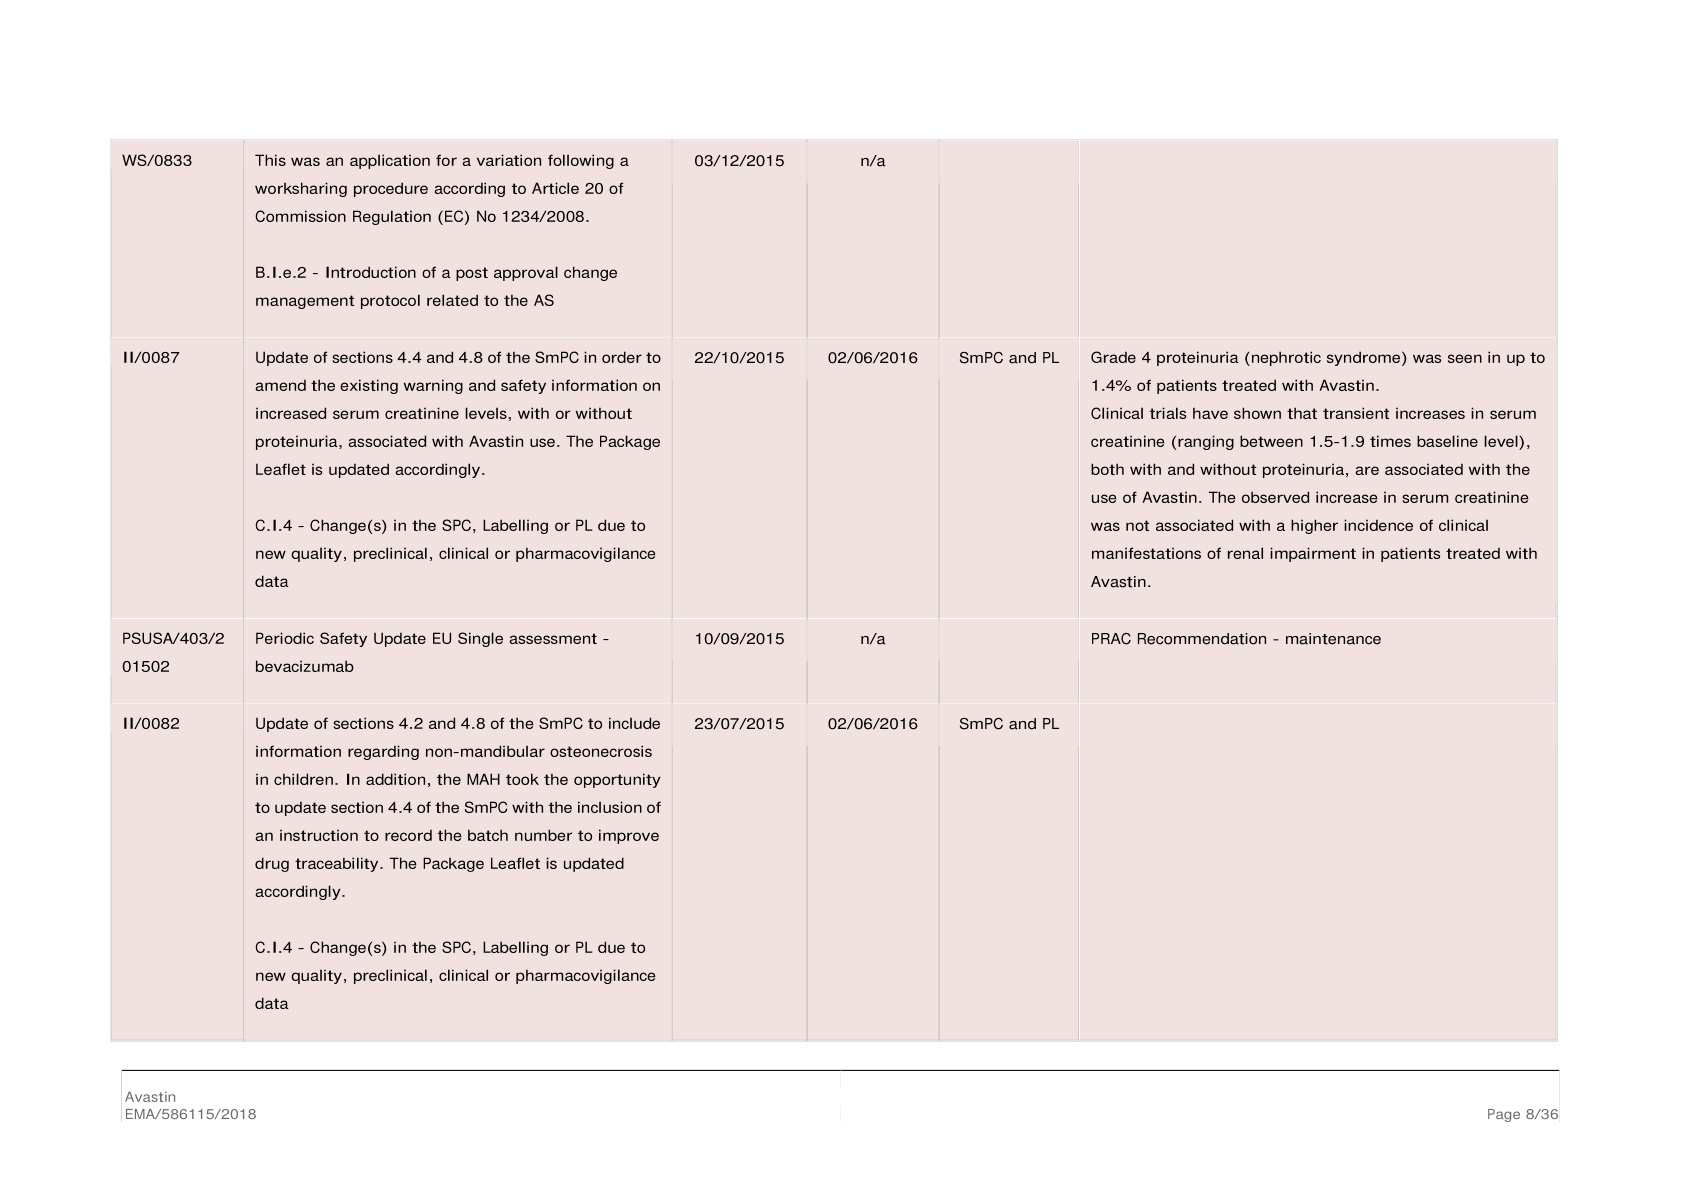 WS/0833
This was an application for a variation following a
worksharing procedure according to Article 20 of
Commission Regulation (EC) No 1234/2008.
B.I.e.2 - Introduction of a post approval change
management protocol related to the AS
03/12/2015
n/a
II/0087
Update of sections 4.4 and 4.8 of the SmPC in order to
amend the existing warning and safety information on
increased serum creatinine levels, with or without
proteinuria, associated with Avastin use. The Package
Leaflet is updated accordingly.
C.I.4 - Change(s) in the SPC, Labelling or PL due to
new quality, preclinical, clinical or pharmacovigilance
data
22/10/2015
02/06/2016
SmPC and PL
Grade 4 proteinuria (nephrotic syndrome) was seen in up to
1.4% of patients treated with Avastin.
Clinical trials have shown that transient increases in serum
creatinine (ranging between 1.5-1.9 times baseline level),
both with and without proteinuria, are associated with the
use of Avastin. The observed increase in serum creatinine
was not associated with a higher incidence of clinical
manifestations of renal impairment in patients treated with
Avastin.
PSUSA/403/2
01502
Periodic Safety Update EU Single assessment -
bevacizumab
10/09/2015
n/a
PRAC Recommendation - maintenance
II/0082
Update of sections 4.2 and 4.8 of the SmPC to include
information regarding non-mandibular osteonecrosis
in children. In addition, the MAH took the opportunity
to update section 4.4 of the SmPC with the inclusion of
an instruction to record the batch number to improve
drug traceability. The Package Leaflet is updated
accordingly.
C.I.4 - Change(s) in the SPC, Labelling or PL due to
new quality, preclinical, clinical or pharmacovigilance
data
23/07/2015
02/06/2016
SmPC and PL
Avastin
EMA/586115/2018
Page 8/36